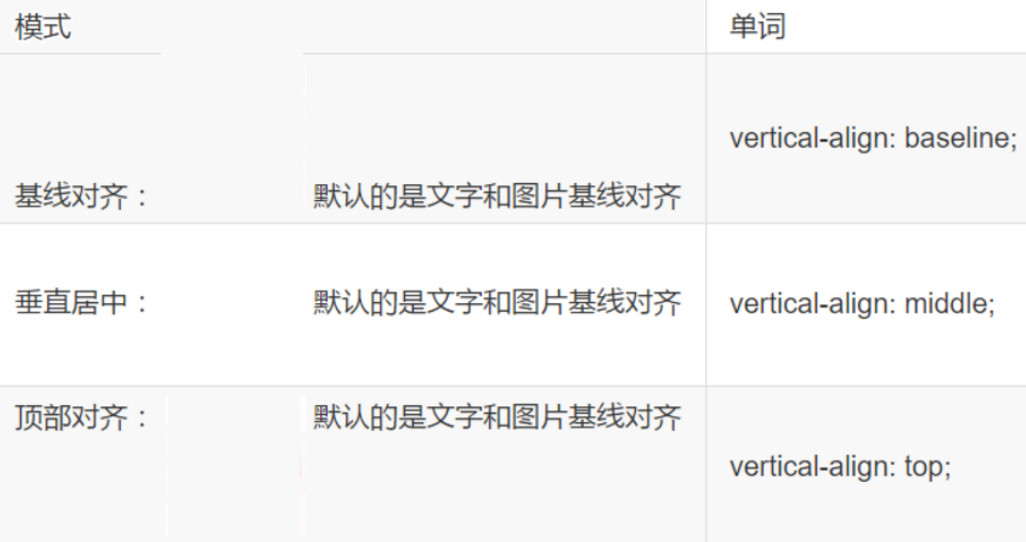 模式 单词
vertical-align: baseline;
基线对齐： 默认的是文字和图片基线对齐
垂直居中： 默认的是文字和图片基线对齐 vertical-align: middle;
顶部对齐： 默认的是文字和图片基线对齐
vertical-align: top;